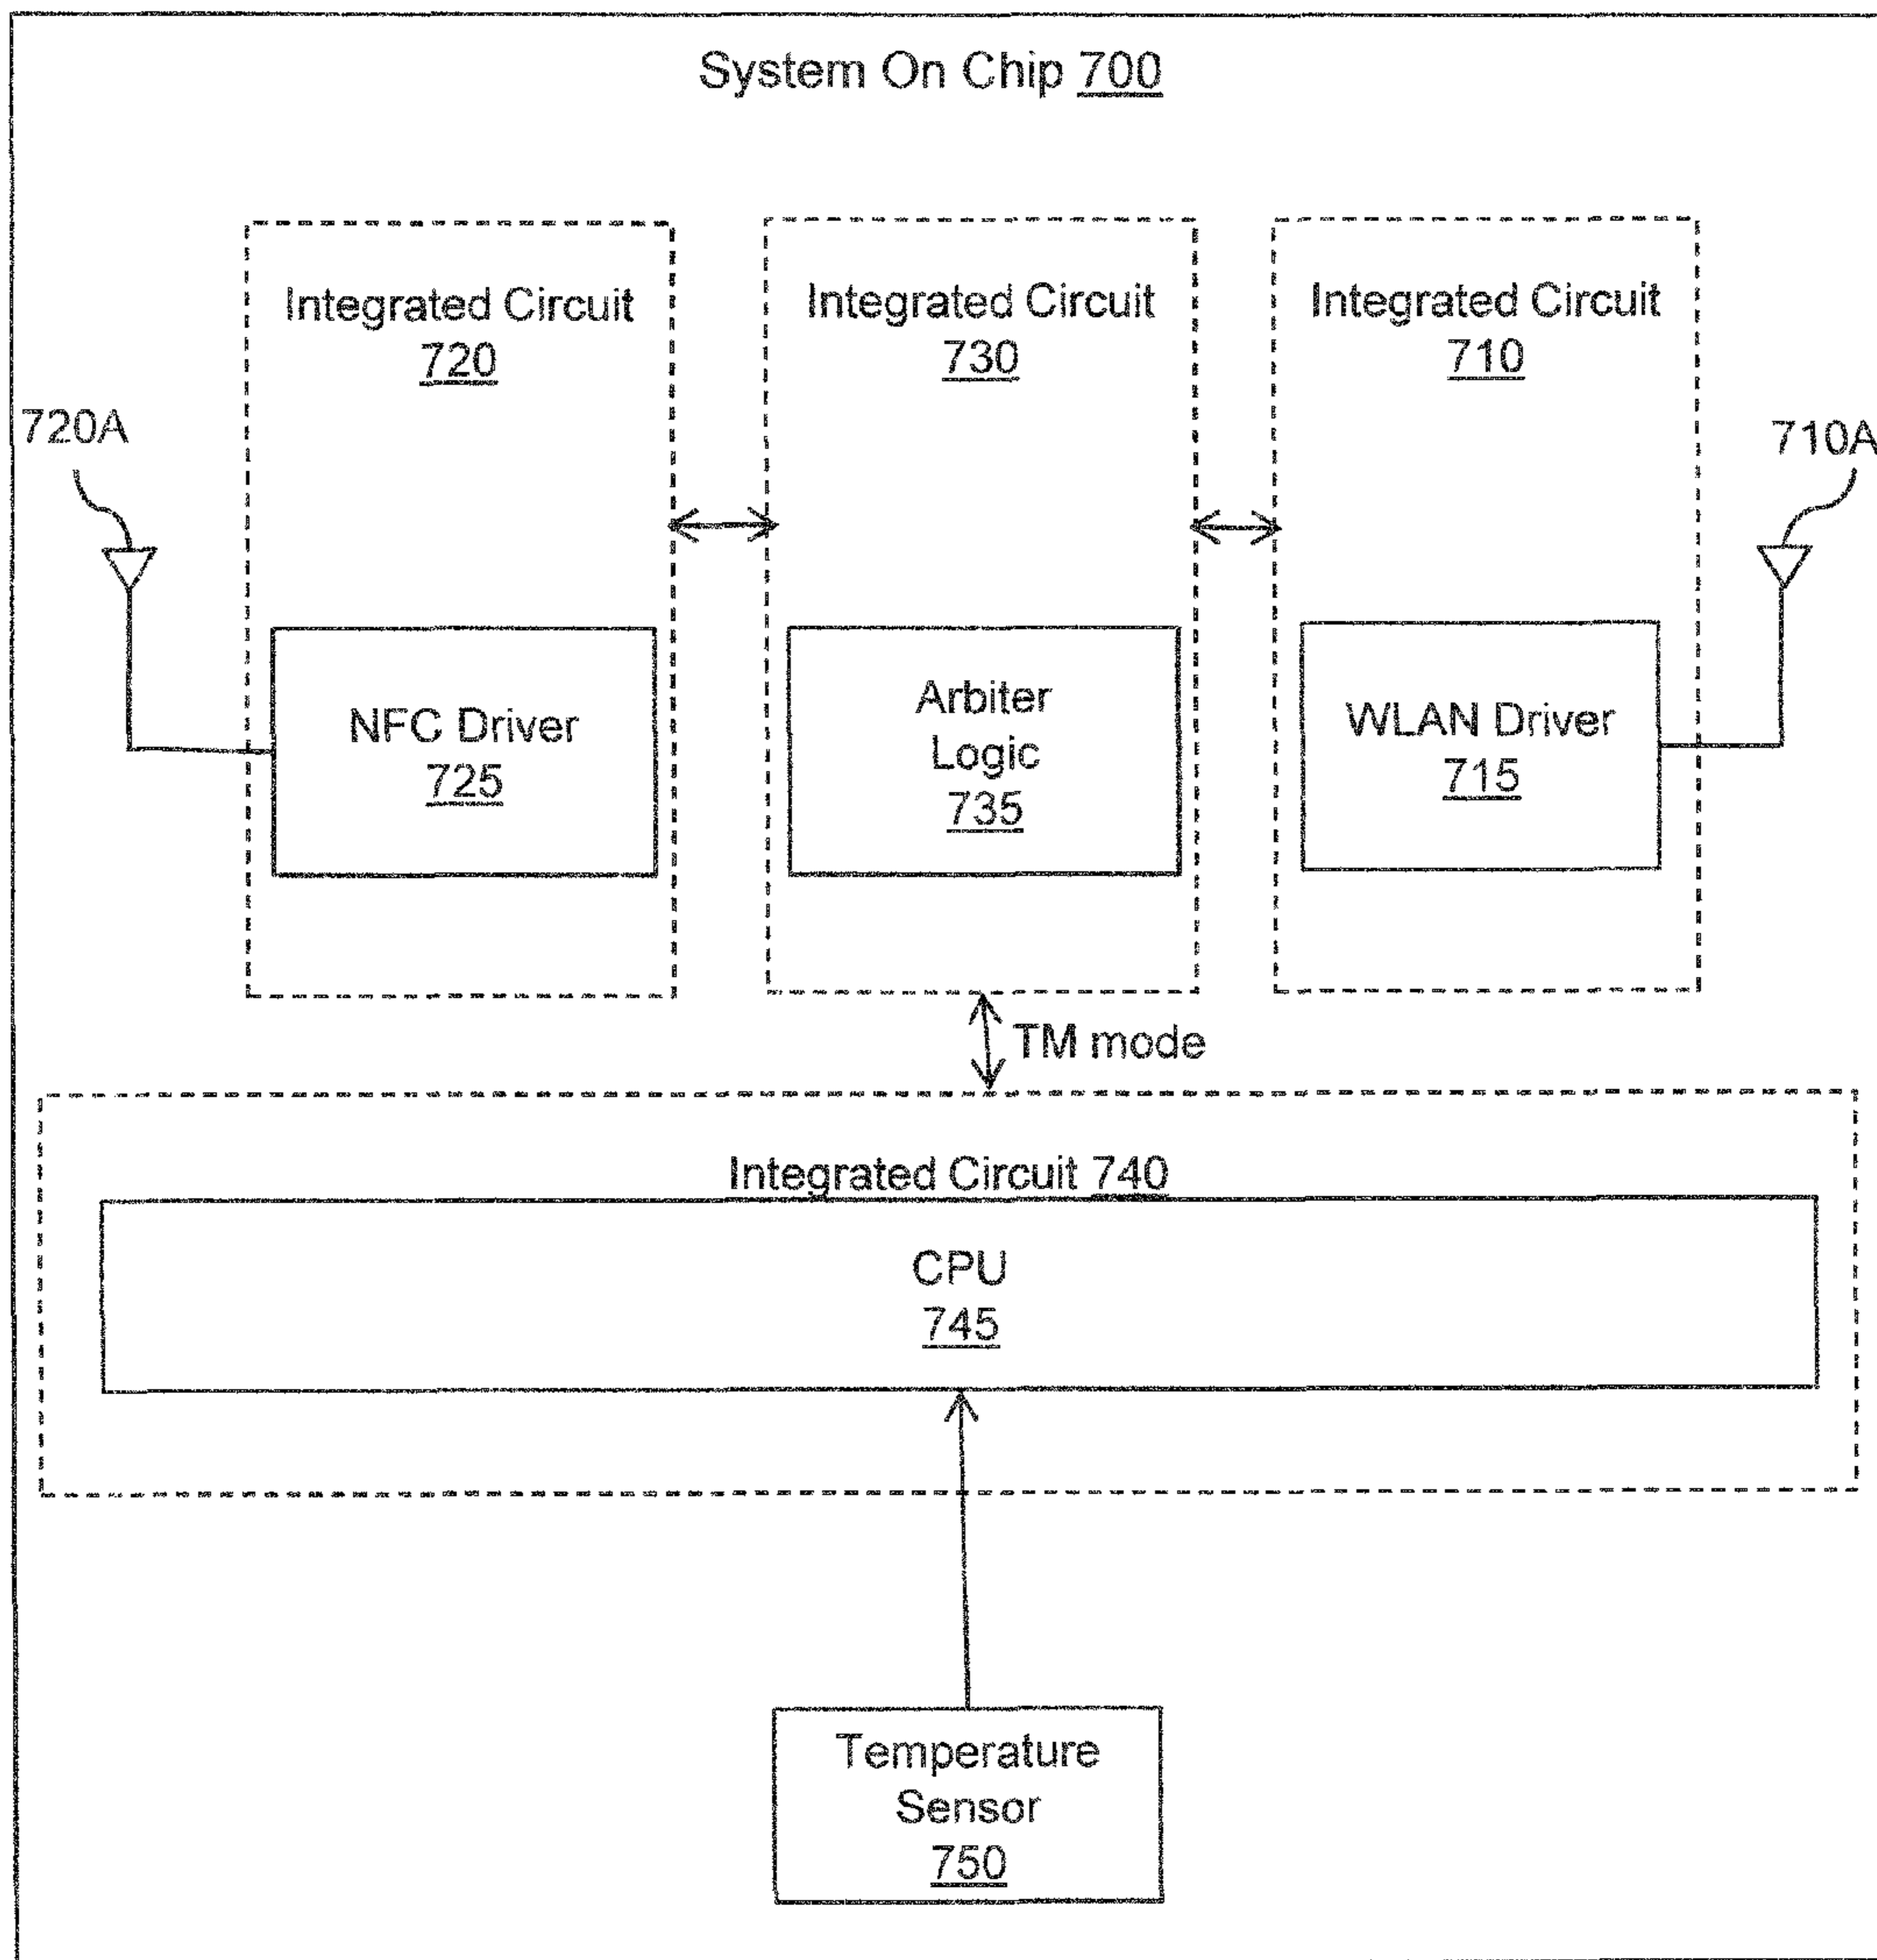 System On Chip 700
Integrated Circuit
720
Integrated Circuit
730
Integrated Circuit
710
720A
710A
NFC Driver
725
Arbiter
Logic
735
WLAN Driver
715
TM mode
Integrated Circuit 740
CPU
745
Temperature
Sensor
750